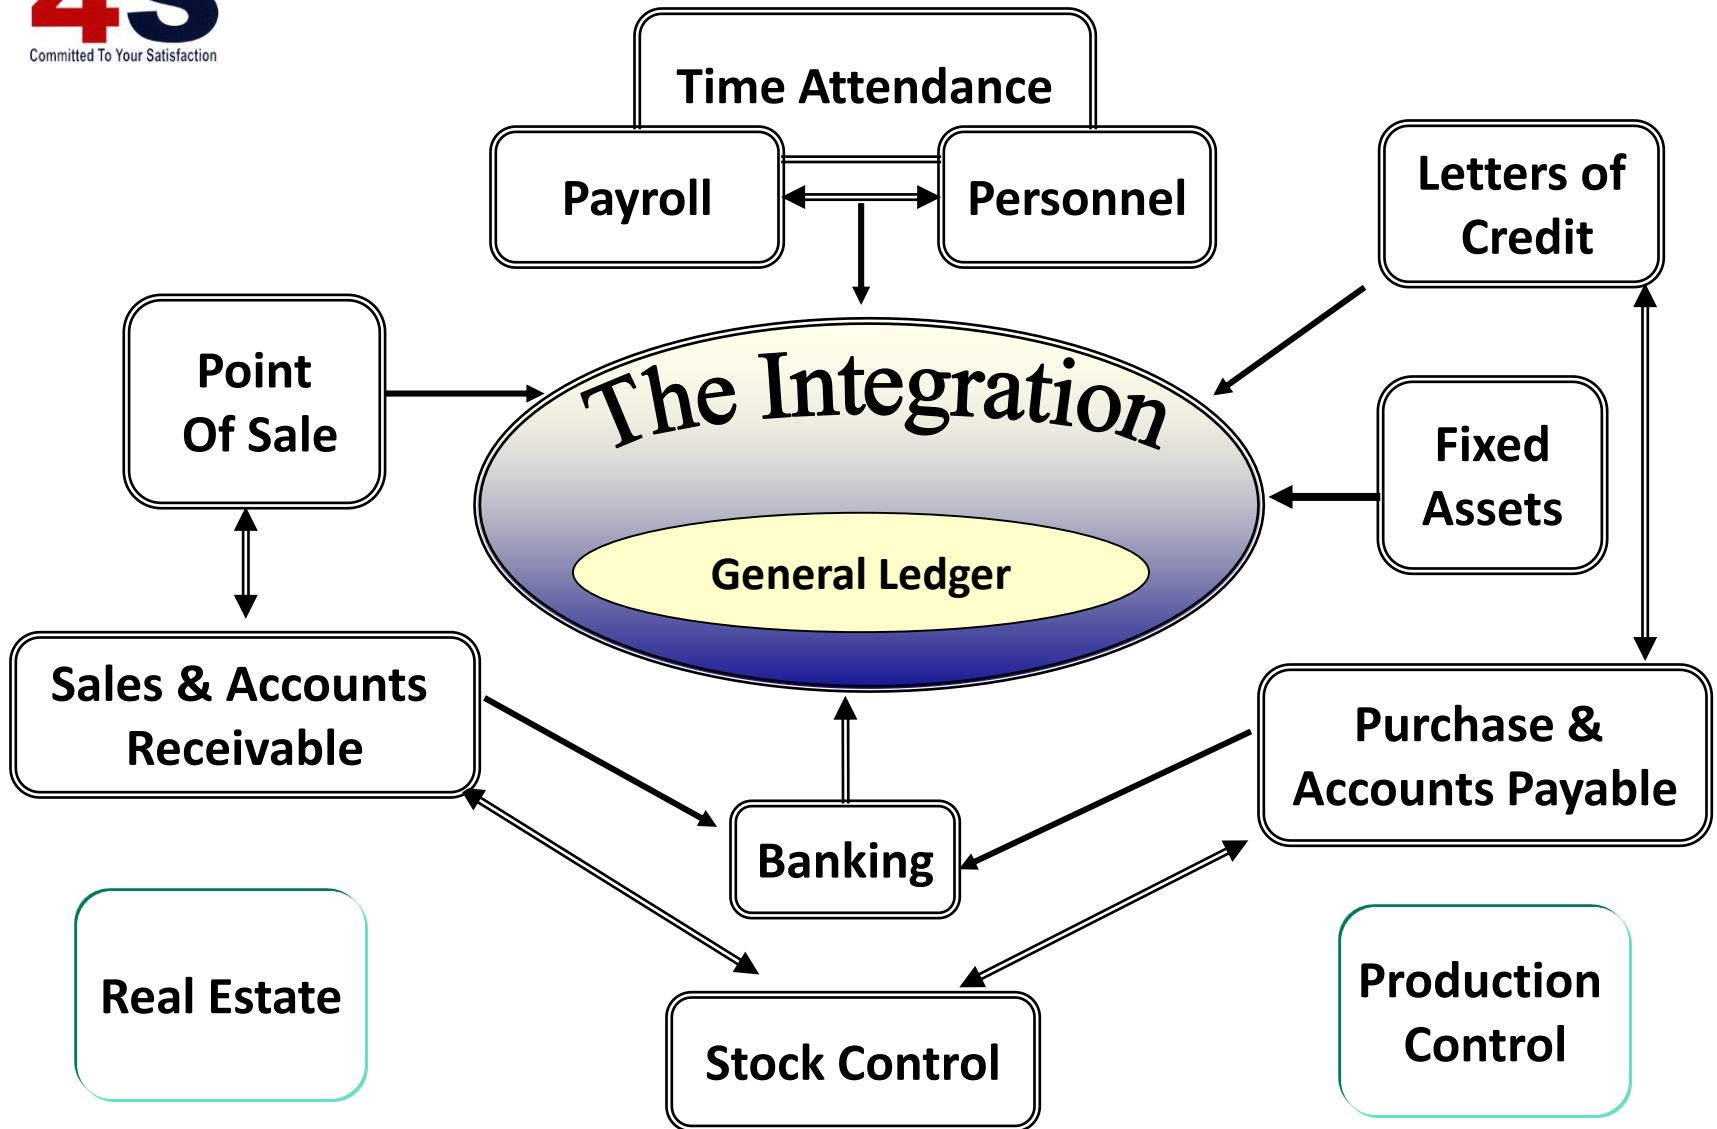 4S
Committed To Your Satisfaction
Time Attendance
Payroll
Personnel
Letters of
Credit
Point
Of Sale
The Integration
Fixed
Assets
General Ledger
Sales & Accounts
Receivable
Purchase &
Accounts Payable
Banking
Real Estate
Production
Control
Stock Control